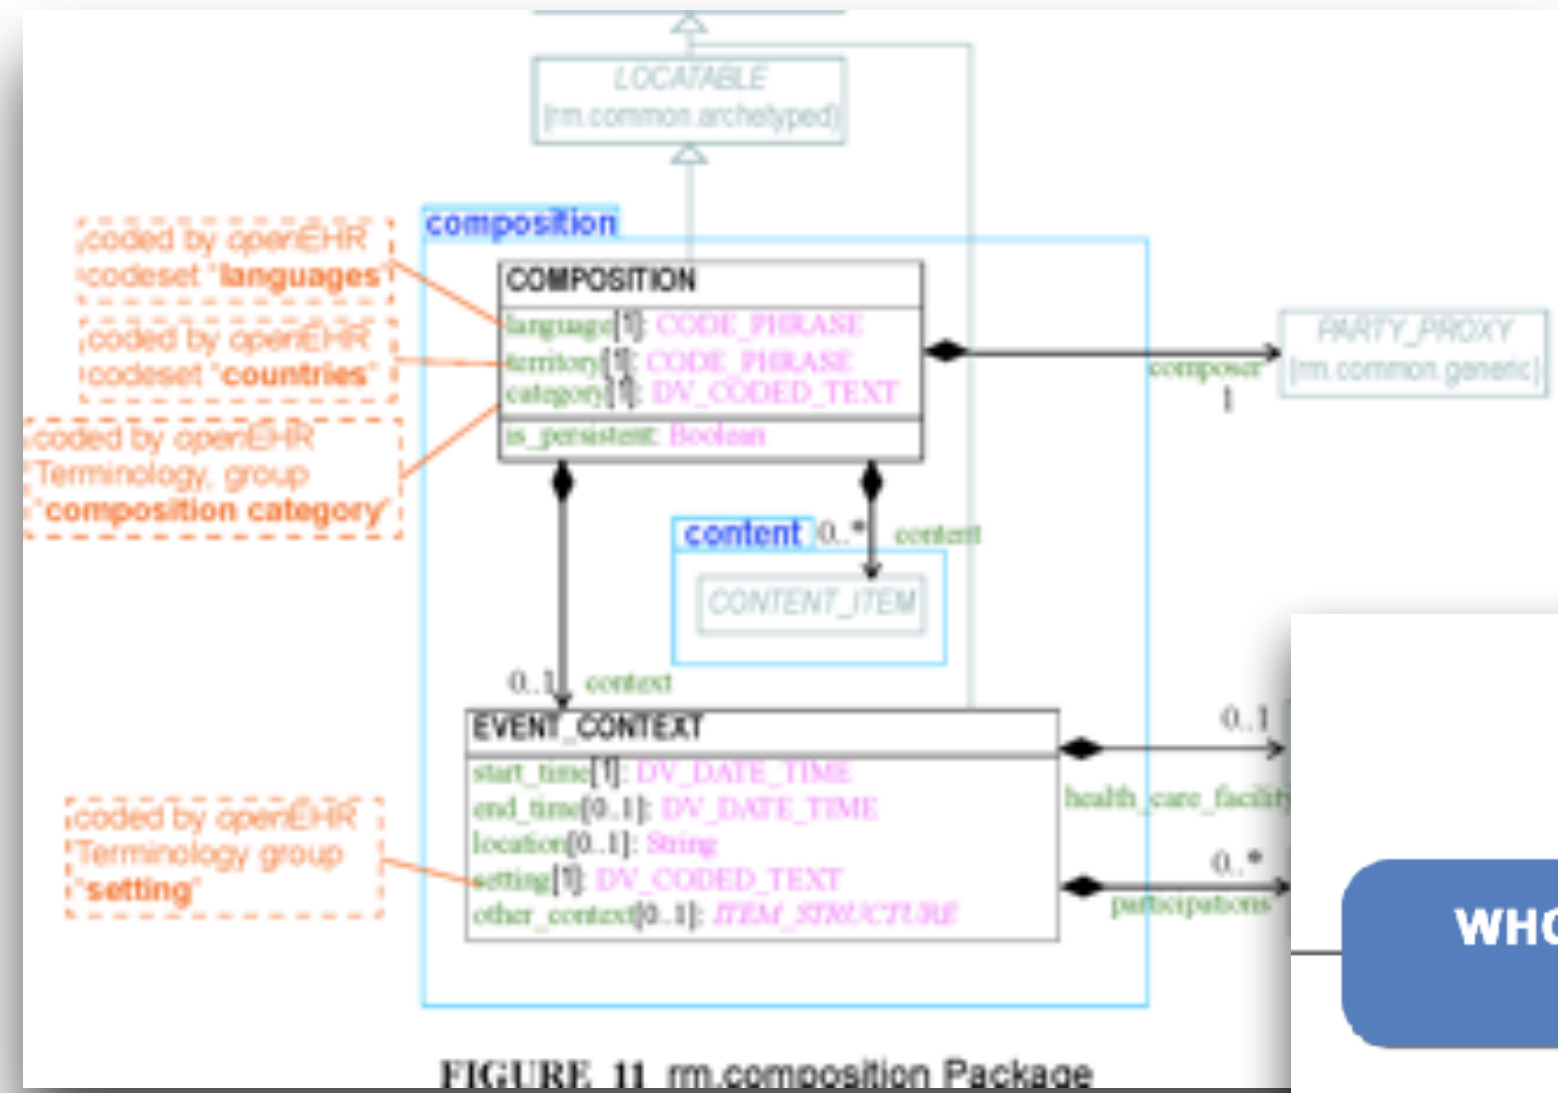 LOCATABLE
(rm.common.archetyped)
composition
coded by openEHR
codeset "languages"
COMPOSITION
language[1]: CODE_PHRASE
territory[1]: CODE_PHRASE
category[1]: DV_CODED_TEXT
is_persistent: Boolean
coded by openEHR
codeset "countries"
coded by openEHR
Terminology, group
"composition category"
PARTY_PROXY
(rm.common.generic)
composer
1
content
0..*
content
CONTENT_ITEM
0..1
context
EVENT_CONTEXT
start_time[1]: DV_DATE_TIME
end_time[0..1]: DV_DATE_TIME
location[0..1]: String
setting[1]: DV_CODED_TEXT
other_context[0..1]: ITEM_STRUCTURE
coded by openEHR
Terminology group
"setting"
0..1
health_care_facility
0..*
participations
WHO
FIGURE 11 rm.composition Package